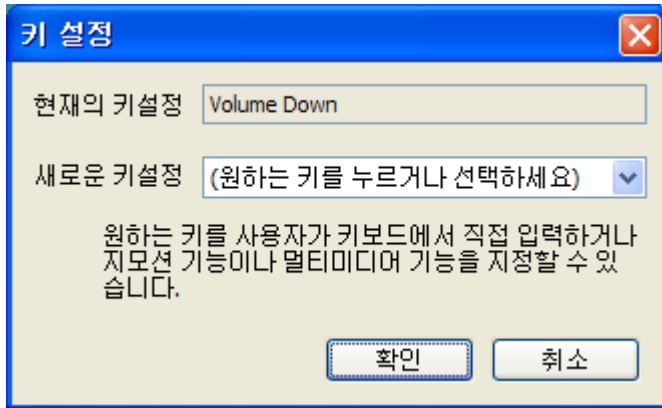 키 설정
현재의 키설정 Volume Down
새로운 키설정 (원하는 키를 누르거나 선택하세요)
원하는 키를 사용자가 키보드에서 직접 입력하거나
지모션 기능이나 멀티미디어 기능을 지정할 수 있
습니다.
확인 취소